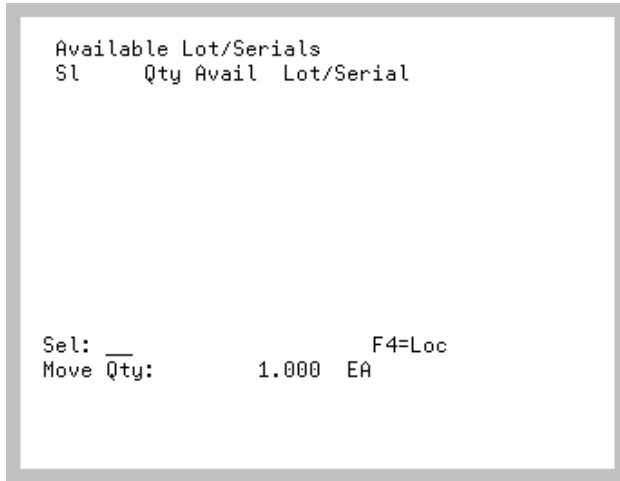 Available Lot/Serials
Sl Qty Avail Lot/Serial
Sel: __ F4=Loc
Move Qty: 1.000 EA